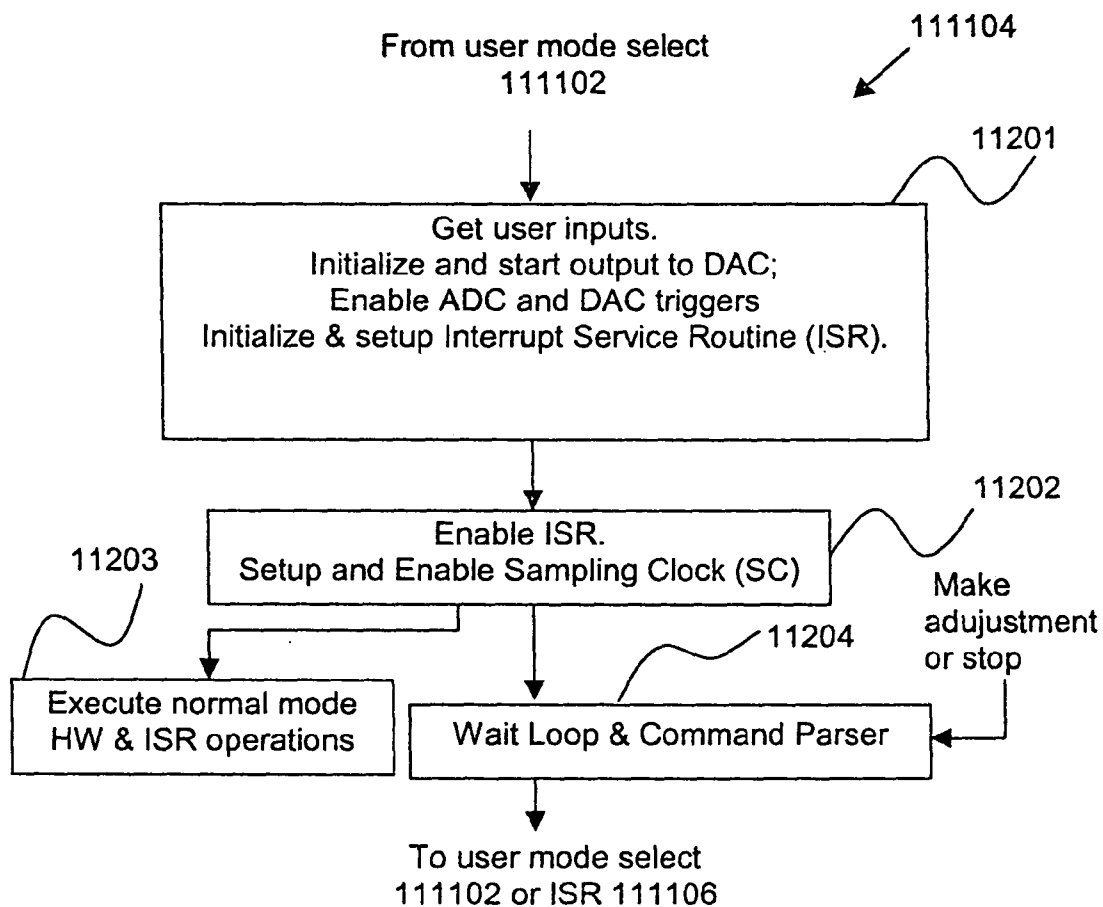 111104
From user mode select
111102
11201
Get user inputs.
Initialize and start output to DAC;
Enable ADC and DAC triggers
Initialize & setup Interrupt Service Routine (ISR).
11202
Enable ISR.
Setup and Enable Sampling Clock (SC)
11203
Make
adujustment
or stop
11204
Execute normal mode
HW & ISR operations
Wait Loop & Command Parser
To user mode select
111102 or ISR 111106